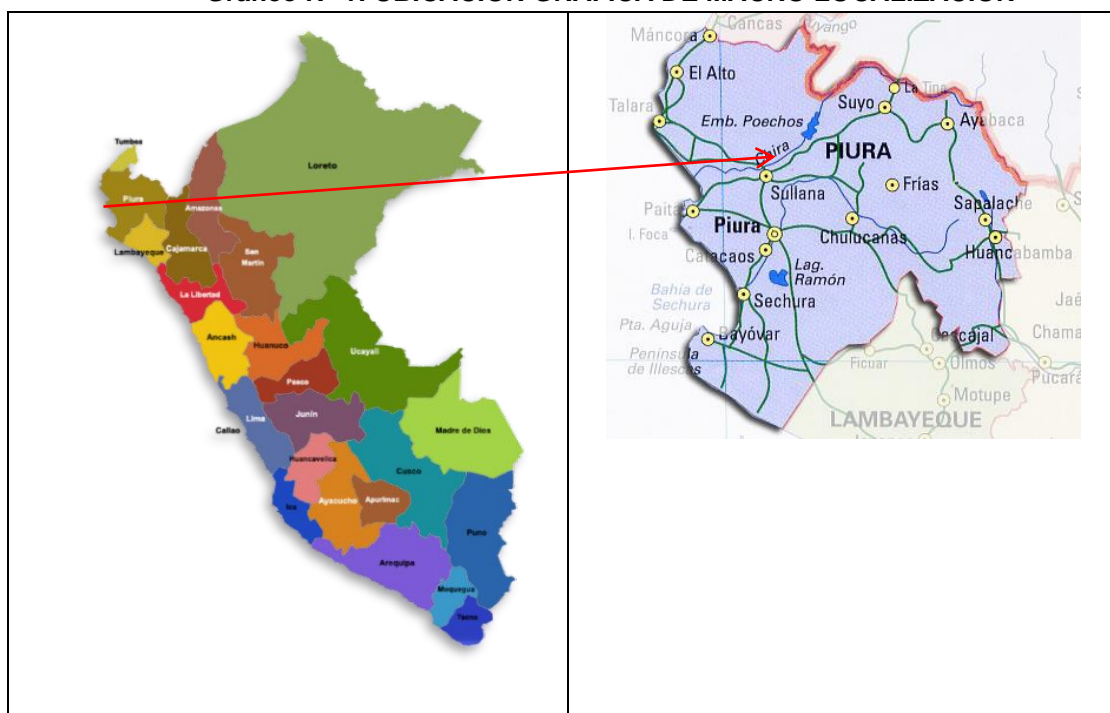 Tumbes
Loreto
Piura
Amazonas
Lambayeque
Cajamarca
San
Martín
La Libertad
Ancash
Huanuco
Ucayali
Pasco
Junin
Lima
Callao
Madre de Dios
Huancavelica
Cusco
Ica
Ayacucho
Apurimac
Puno
Arequipa
Moquegua
Tacna
Cancas
Máncora
El Alto
La Tina
Talara
Suyo
Emb. Poechos
Ayabaca
Chira
PIURA
Sullana
Frías
Paita
Sapalache
I. Foca
Piura
Chulucanas
Huancabamba
Catacaos
Lag.
Ramón
Bahía de
Sechura
Sechura
Jaé
Pta. Aguja
Bayóvar
Cascajal
Chama
Península
de Illescas
Ficuar
Olmos
Pucará
Motupe
LAMBAYEQUE